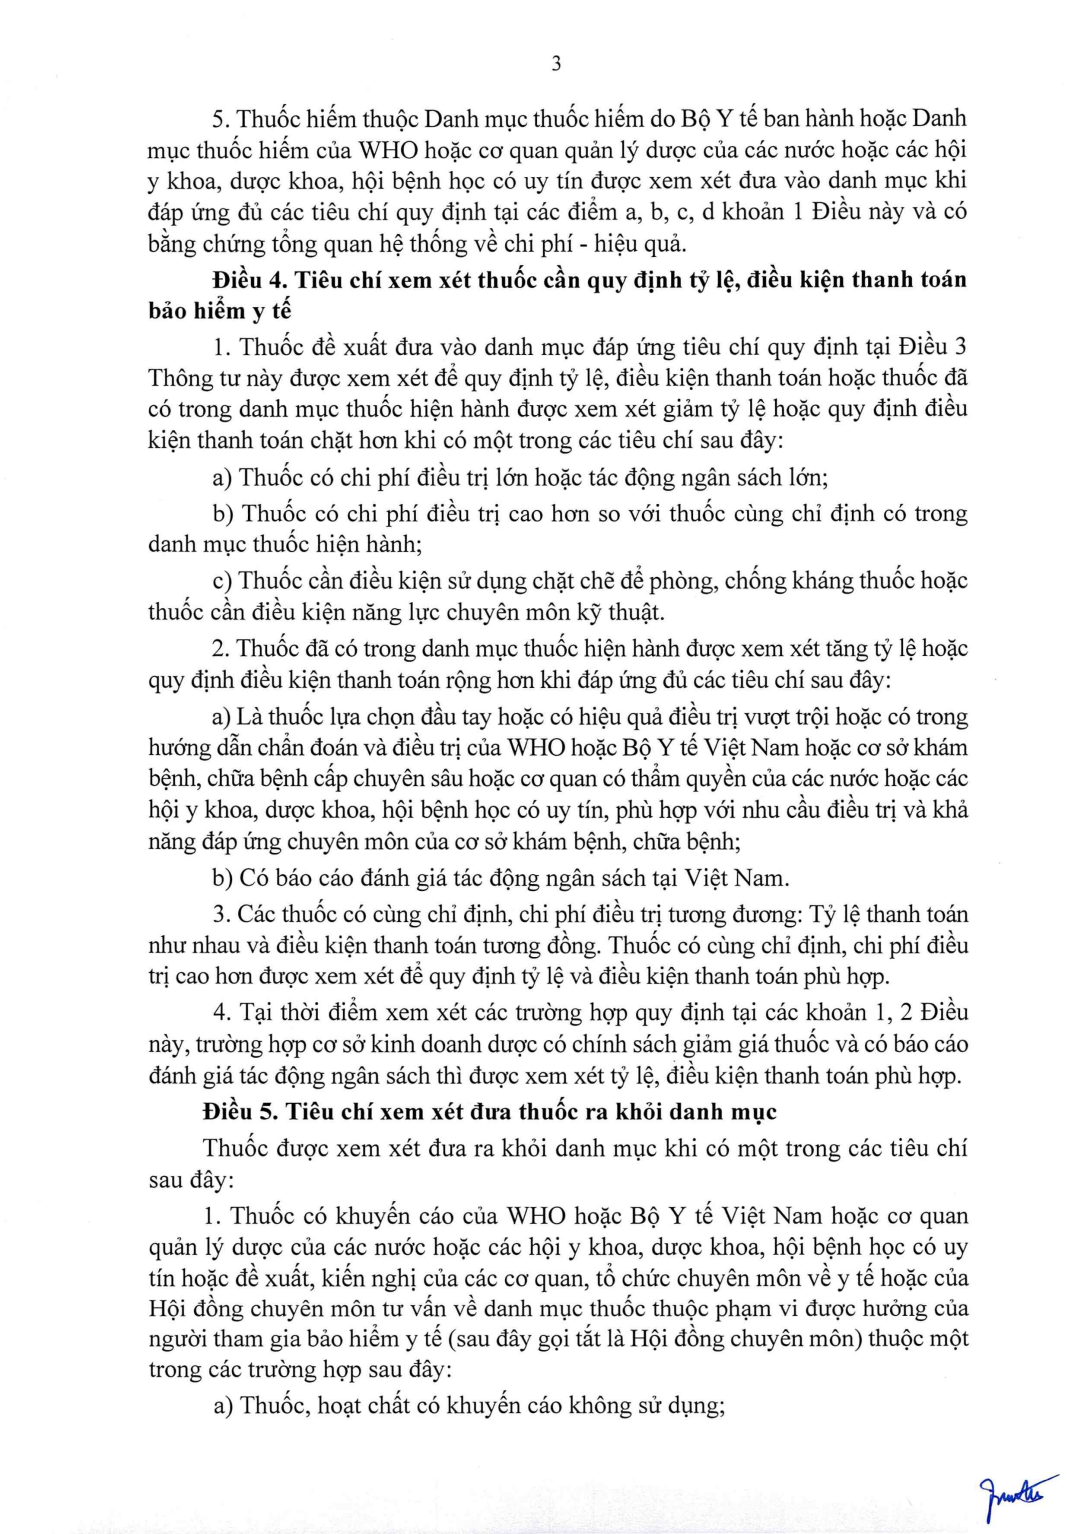 3
5. Thuốc hiếm thuộc Danh mục thuốc hiếm do Bộ Y tế ban hành hoặc Danh
mục thuốc hiếm của WHO hoặc cơ quan quản lý dược của các nước hoặc các hội
y khoa, dược khoa, hội bệnh học có uy tín được xem xét đưa vào danh mục khi
đáp ứng đủ các tiêu chí quy định tại các điểm a, b, c, d khoản 1 Điều này và có
bằng chứng tổng quan hệ thống về chi phí - hiệu quả.
Điều 4. Tiêu chí xem xét thuốc cần quy định tỷ lệ, điều kiện thanh toán
bảo hiểm y tế
1. Thuốc đề xuất đưa vào danh mục đáp ứng tiêu chí quy định tại Điều 3
Thông tư này được xem xét để quy định tỷ lệ, điều kiện thanh toán hoặc thuốc đã
có trong danh mục thuốc hiện hành được xem xét giảm tỷ lệ hoặc quy định điều
kiện thanh toán chặt hơn khi có một trong các tiêu chí sau đây:
a) Thuốc có chi phí điều trị lớn hoặc tác động ngân sách lớn;
b) Thuốc có chi phí điều trị cao hơn so với thuốc cùng chỉ định có trong
danh mục thuốc hiện hành;
c) Thuốc cần điều kiện sử dụng chặt chẽ để phòng, chống kháng thuốc hoặc
thuốc cần điều kiện năng lực chuyên môn kỹ thuật.
2. Thuốc đã có trong danh mục thuốc hiện hành được xem xét tăng tỷ lệ hoặc
quy định điều kiện thanh toán rộng hơn khi đáp ứng đủ các tiêu chí sau đây:
a) Là thuốc lựa chọn đầu tay hoặc có hiệu quả điều trị vượt trội hoặc có trong
hướng dẫn chẩn đoán và điều trị của WHO hoặc Bộ Y tế Việt Nam hoặc cơ sở khám
bệnh, chữa bệnh cấp chuyên sâu hoặc cơ quan có thẩm quyền của các nước hoặc các
hội y khoa, dược khoa, hội bệnh học có uy tín, phù hợp với nhu cầu điều trị và khả
năng đáp ứng chuyên môn của cơ sở khám bệnh, chữa bệnh;
b) Có báo cáo đánh giá tác động ngân sách tại Việt Nam.
3. Các thuốc có cùng chỉ định, chi phí điều trị tương đương: Tỷ lệ thanh toán
như nhau và điều kiện thanh toán tương đồng. Thuốc có cùng chỉ định, chi phí điều
trị cao hơn được xem xét để quy định tỷ lệ và điều kiện thanh toán phù hợp.
4. Tại thời điểm xem xét các trường hợp quy định tại các khoản 1, 2 Điều
này, trường hợp cơ sở kinh doanh dược có chính sách giảm giá thuốc và có báo cáo
đánh giá tác động ngân sách thì được xem xét tỷ lệ, điều kiện thanh toán phù hợp.
Điều 5. Tiêu chí xem xét đưa thuốc ra khỏi danh mục
Thuốc được xem xét đưa ra khỏi danh mục khi có một trong các tiêu chí
sau đây:
1. Thuốc có khuyến cáo của WHO hoặc Bộ Y tế Việt Nam hoặc cơ quan
quản lý dược của các nước hoặc các hội y khoa, dược khoa, hội bệnh học có uy
tín hoặc đề xuất, kiến nghị của các cơ quan, tổ chức chuyên môn về y tế hoặc của
Hội đồng chuyên môn tư vấn về danh mục thuốc thuộc phạm vi được hưởng của
người tham gia bảo hiểm y tế (sau đây gọi tắt là Hội đồng chuyên môn) thuộc một
trong các trường hợp sau đây:
a) Thuốc, hoạt chất có khuyến cáo không sử dụng;